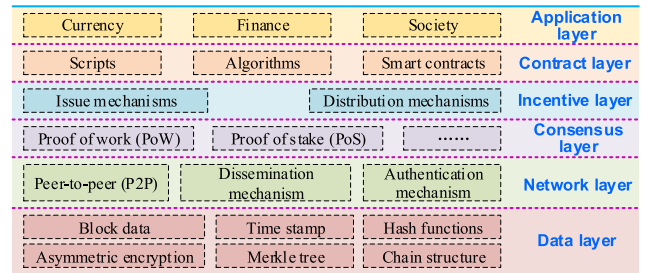 Currency Finance Society Application layer
Scripts Algorithms Smart contracts Contract layer
Issue mechanisms Distribution mechanisms Incentive layer
Proof of work (PoW) Proof of stake (PoS) ...... Consensus layer
Peer-to-peer (P2P) Dissemination mechanism Authentication mechanism Network layer
Block data Time stamp Hash functions
Asymmetric encryption Merkle tree Chain structure
Data layer